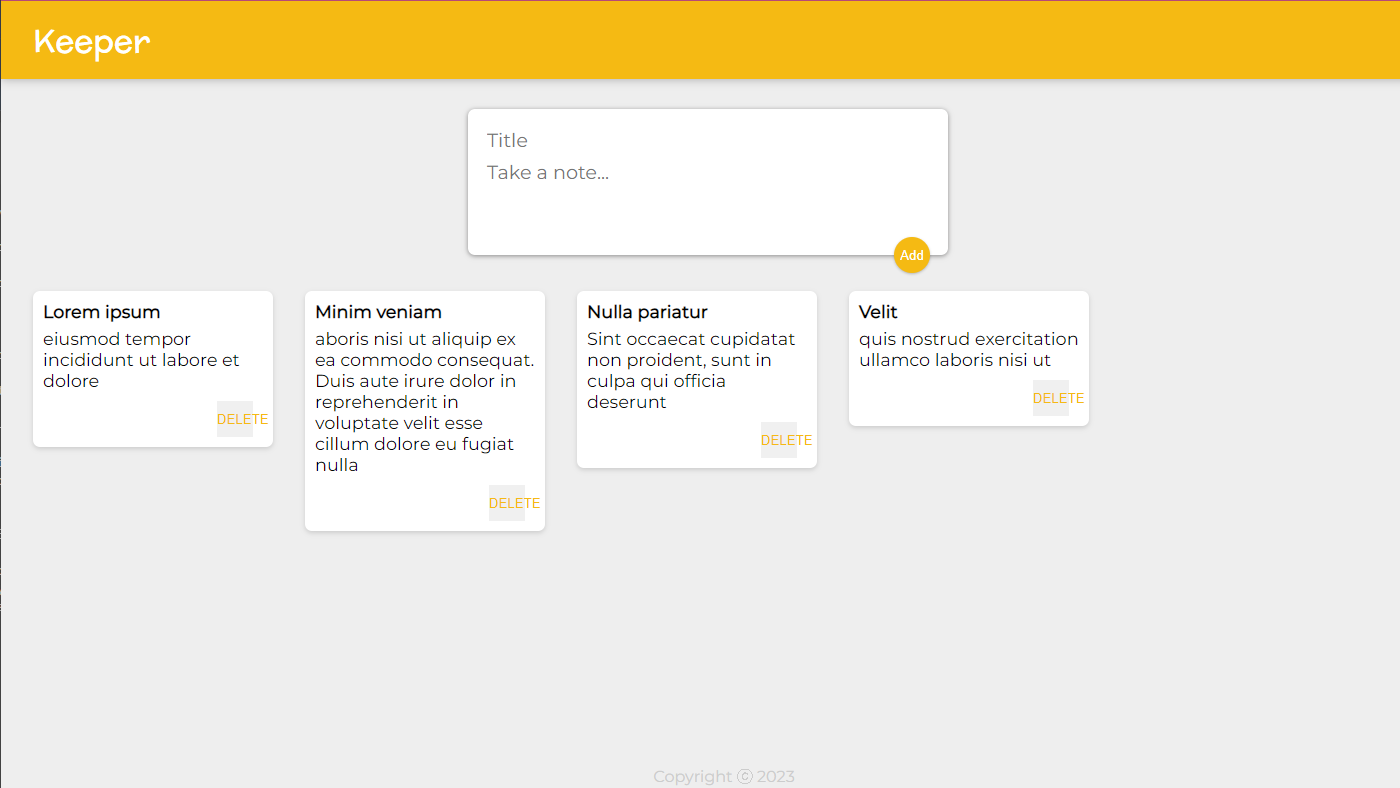 Keeper
Title
Take a note...
Add
Lorem ipsum
eiusmod tempor
incididunt ut labore et
dolore
DELETE
Minim veniam
aboris nisi ut aliquip ex
ea commodo consequat.
Duis aute irure dolor in
reprehenderit in
voluptate velit esse
cillum dolore eu fugiat
nulla
DELETE
Nulla pariatur
Sint occaecat cupidatat
non proident, sunt in
culpa qui officia
deserunt
DELETE
Velit
quis nostrud exercitation
ullamco laboris nisi ut
DELETE
Copyright ⓒ 2023